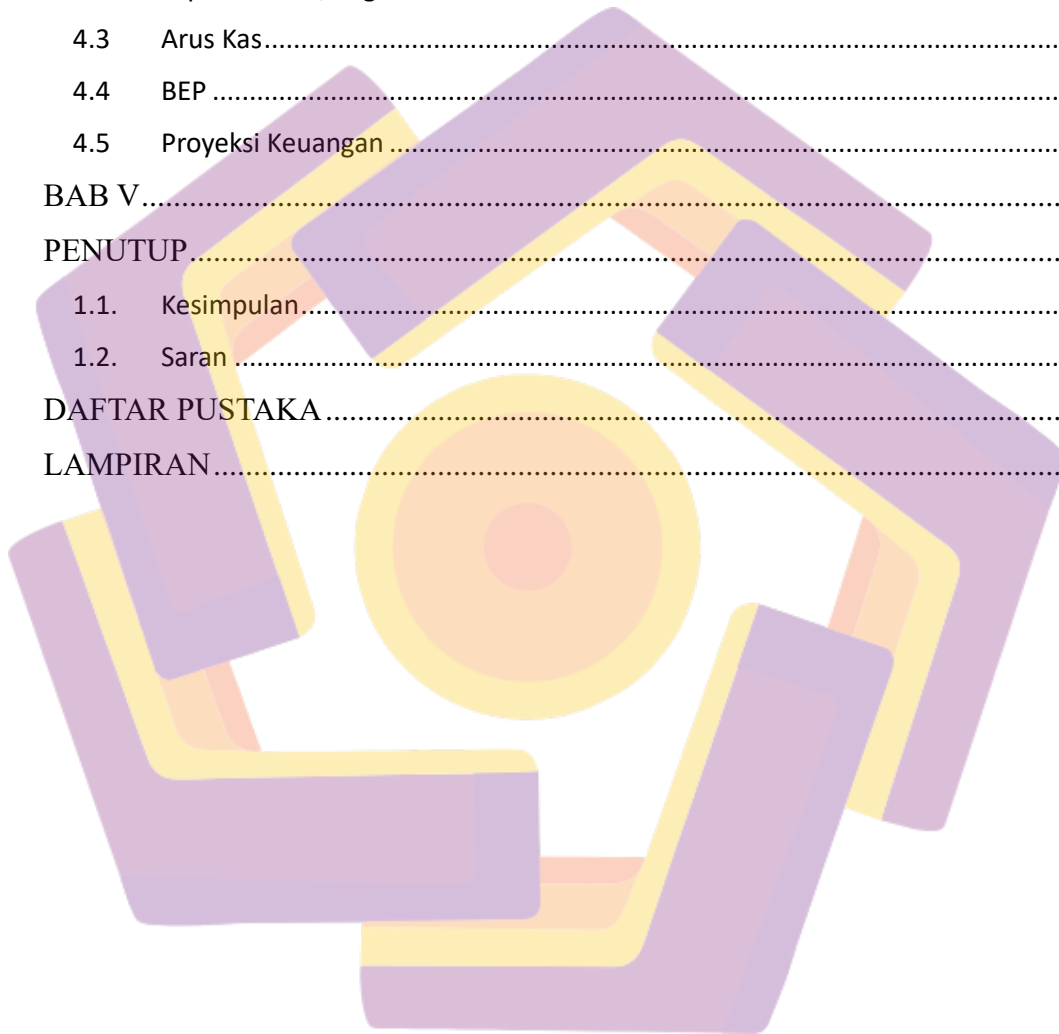 4.3 Arus Kas
4.4 BEP
4.5 Proyeksi Keuangan
BAB V
PENUTUP
1.1. Kesimpulan
1.2. Saran
DAFTAR PUSTAKA
LAMPIRAN